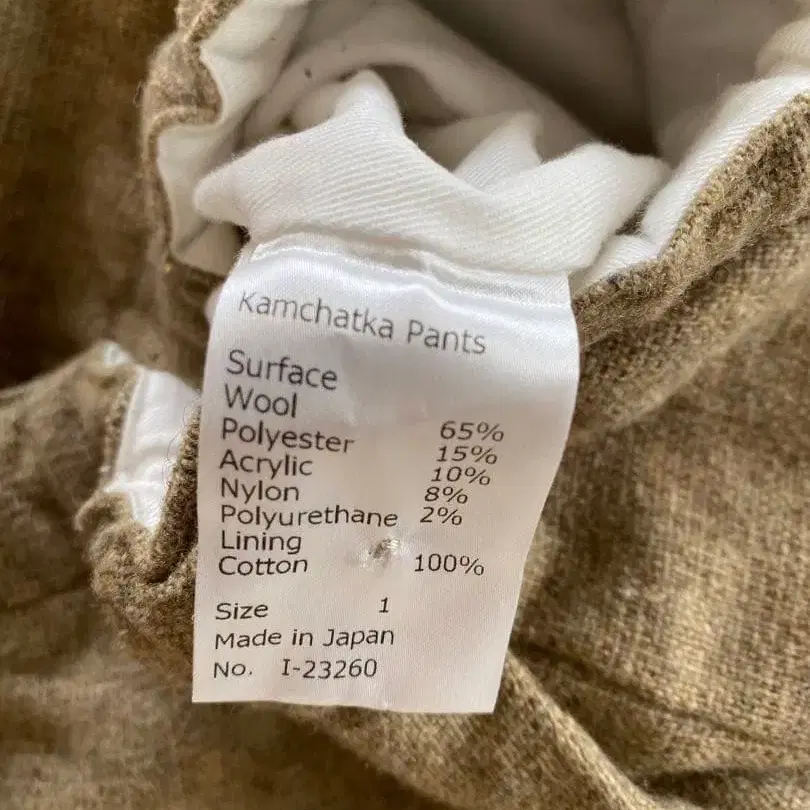 Kamchatka Pants
Surface
Wool 65%
Polyester 15%
Acrylic 10%
Nylon 8%
Polyurethane 2%
Lining
Cotton 100%
Size 1
Made in Japan
No. I-23260